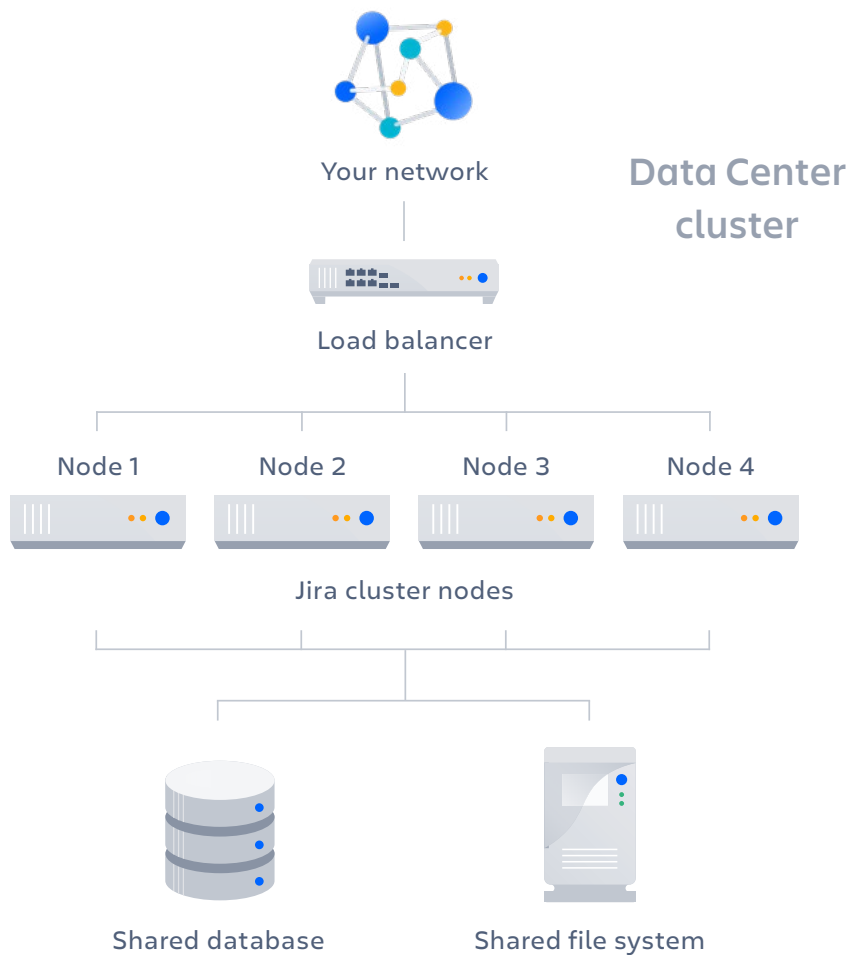 Your network
Data Center
cluster
Load balancer
Node 1
Node 2
Node 3
Node 4
Jira cluster nodes
Shared database
Shared file system